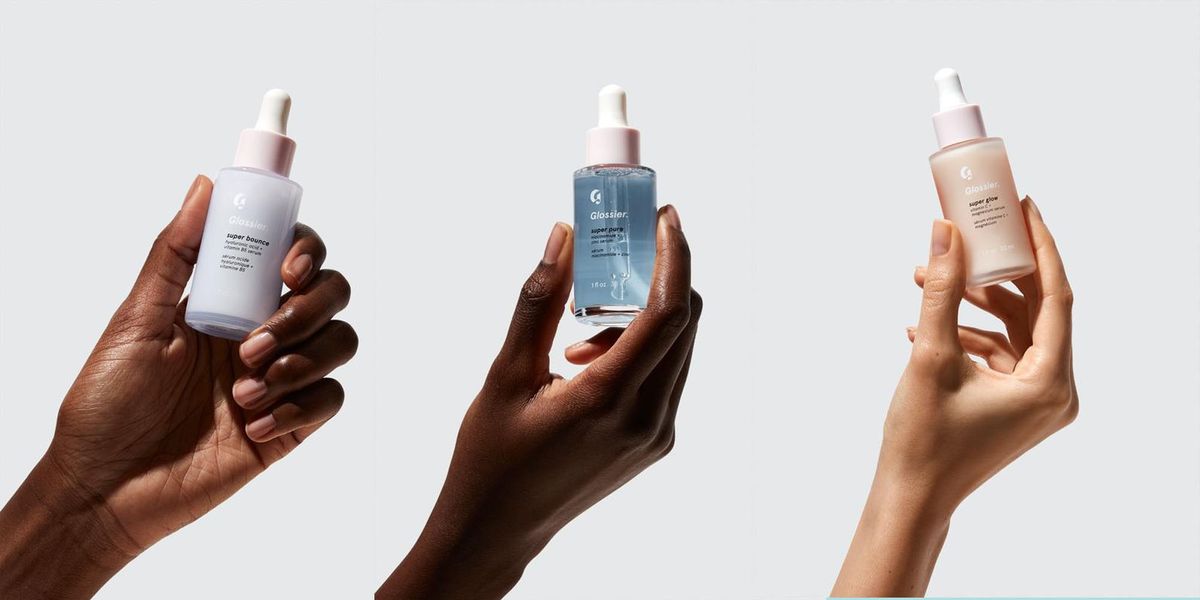 Glossier.
super bounce
hyaluronic acid +
vitamin B5 serum
sérum acide
hyaluronique +
vitamine B5
Glossier.
super pure
niacinamide +
zinc serum
sérum
niacinamide + zinc
1 fl oz
Glossier.
super glow
vitamin C +
magnesium serum
sérum vitamine C +
magnésium